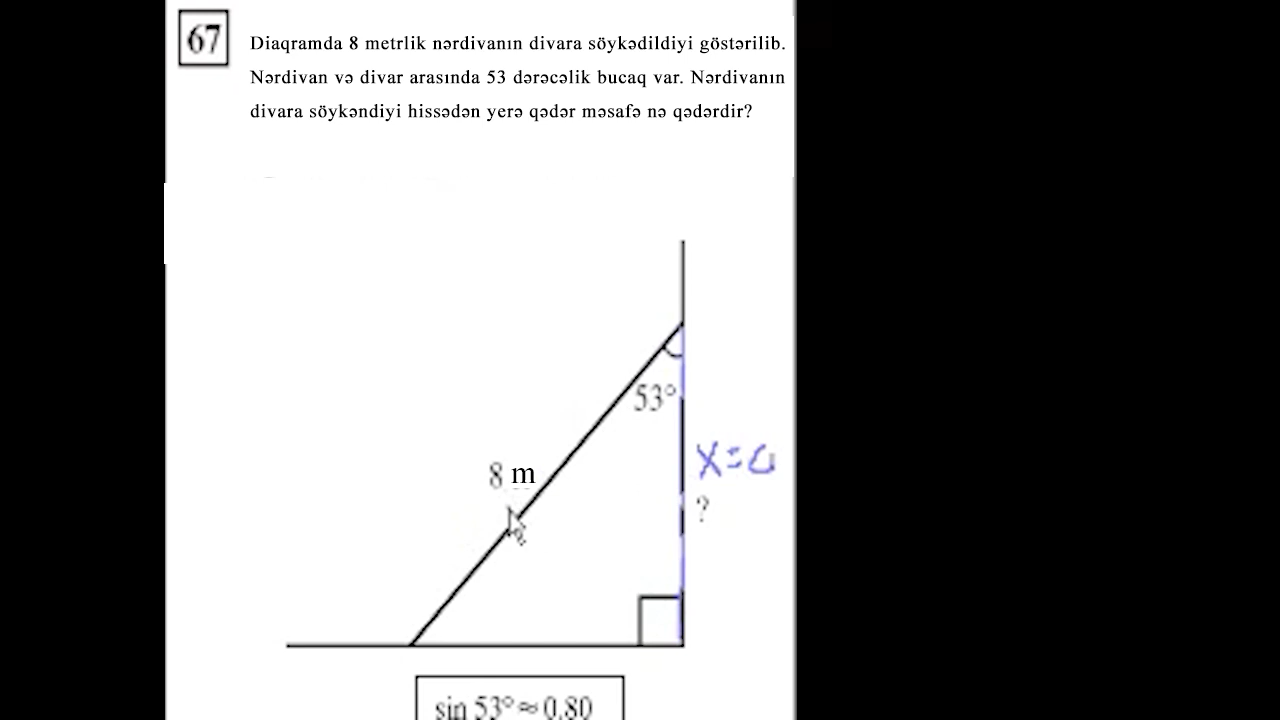 67
Diaqramda 8 metrlik nərdivanın divara söykədildiyi göstərilib.
Nərdivan və divar arasında 53 dərəcəlik bucaq var. Nərdivanın
divara söykəndiyi hissədən yerə qədər məsafə nə qədərdir?
53°
8 m
x=a
?
sin 53° ≈ 0.80